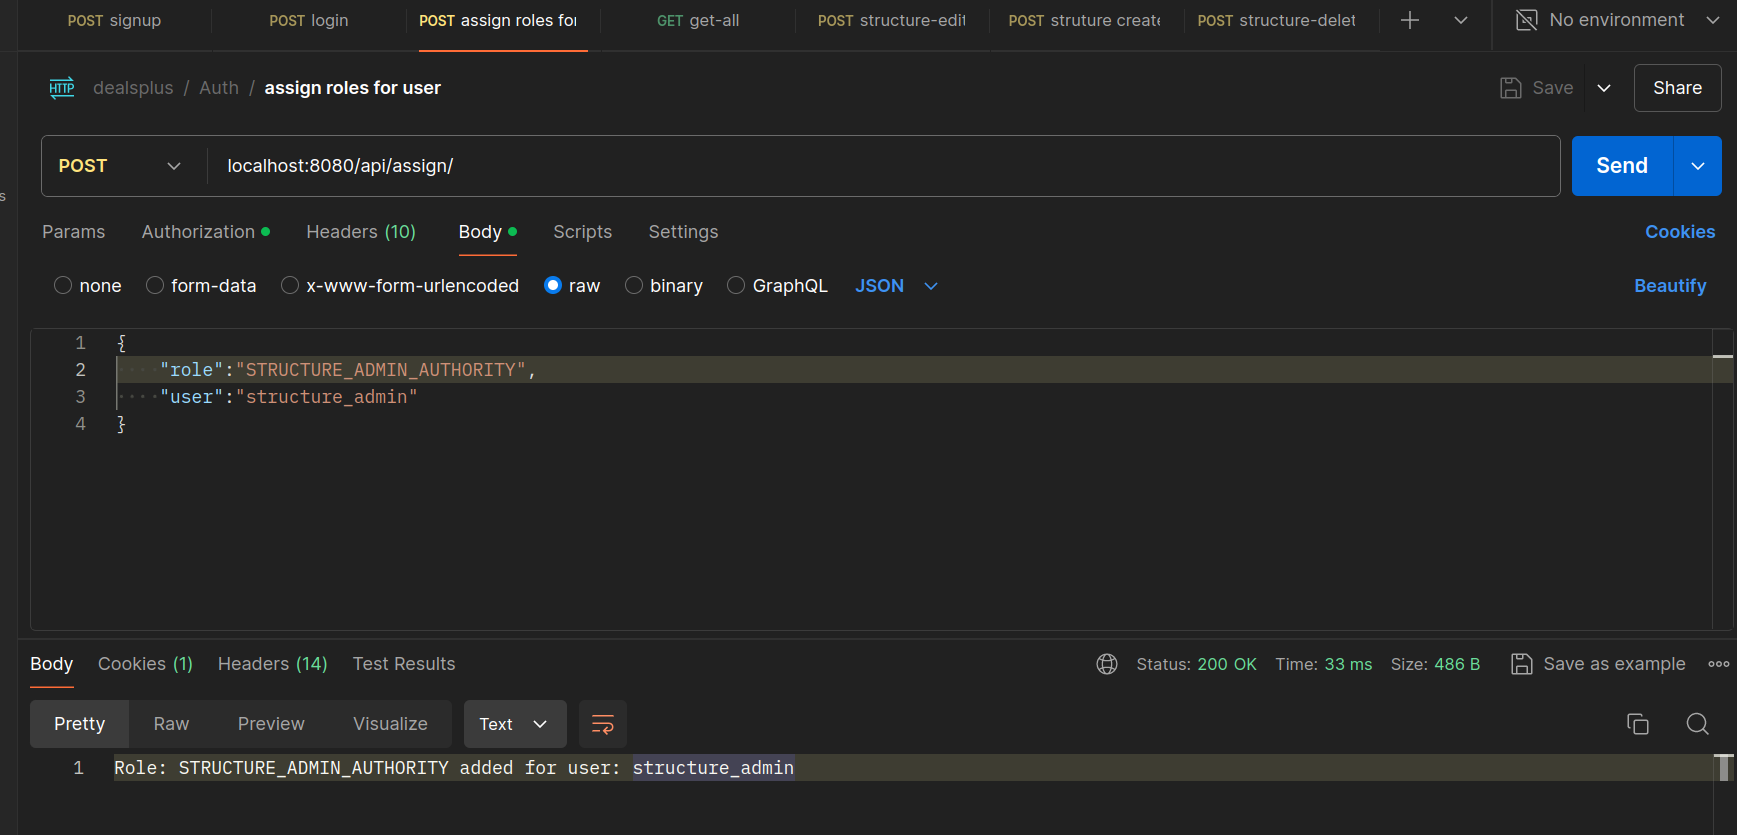 POST signup
POST login
POST assign roles for
GET get-all
POST structure-edit
POST struture create
POST structure-delet
No environment
HTTP dealsplus / Auth / assign roles for user
Save
Share
POST localhost:8080/api/assign/
Send
s
Params Authorization Headers (10) Body Scripts Settings Cookies
none form-data x-www-form-urlencoded raw binary GraphQL JSON Beautify
1 {
2 "role":"STRUCTURE_ADMIN_AUTHORITY",
3 "user":"structure_admin"
4 }
Body Cookies (1) Headers (14) Test Results Status: 200 OK Time: 33 ms Size: 486 B Save as example
Pretty Raw Preview Visualize Text
1 Role: STRUCTURE_ADMIN_AUTHORITY added for user: structure_admin